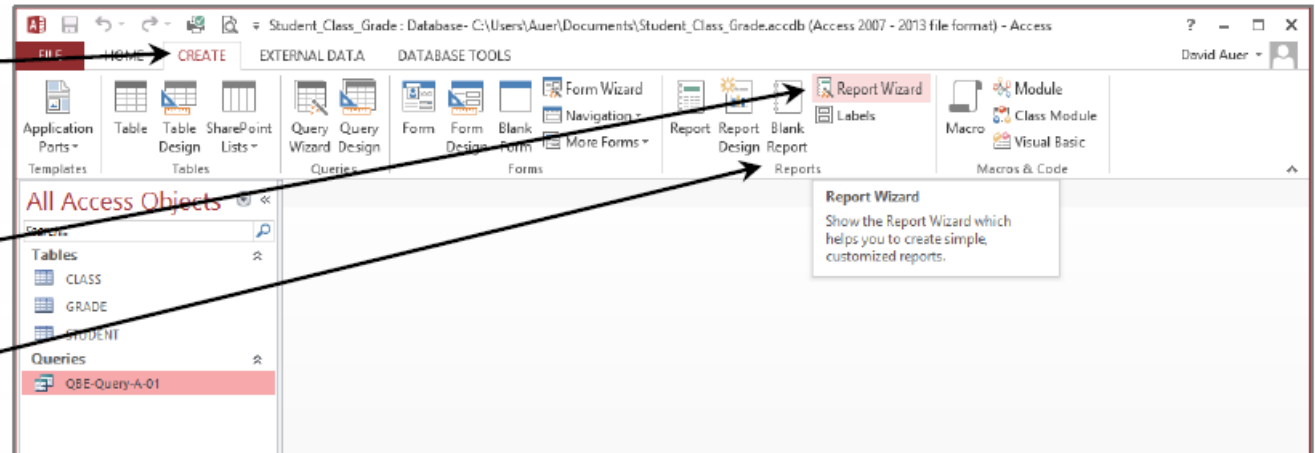 Student_Class_Grade : Database- C:\Users\Auer\Documents\Student_Class_Grade.accdb (Access 2007 - 2013 file format) - Access
FILE HOME CREATE EXTERNAL DATA DATABASE TOOLS David Auer
Application Parts
Table
Table Design
SharePoint Lists
Query Wizard
Query Design
Form
Form Design
Blank Form
Form Wizard
Navigation
More Forms
Report
Report Design
Blank Report
Report Wizard
Labels
Macro
Module
Class Module
Visual Basic
Templates Tables Queries Forms Reports Macros & Code
All Access Objects
Search...
Tables
CLASS
GRADE
STUDENT
Queries
QBE-Query-A-01
Report Wizard
Show the Report Wizard which
helps you to create simple,
customized reports.